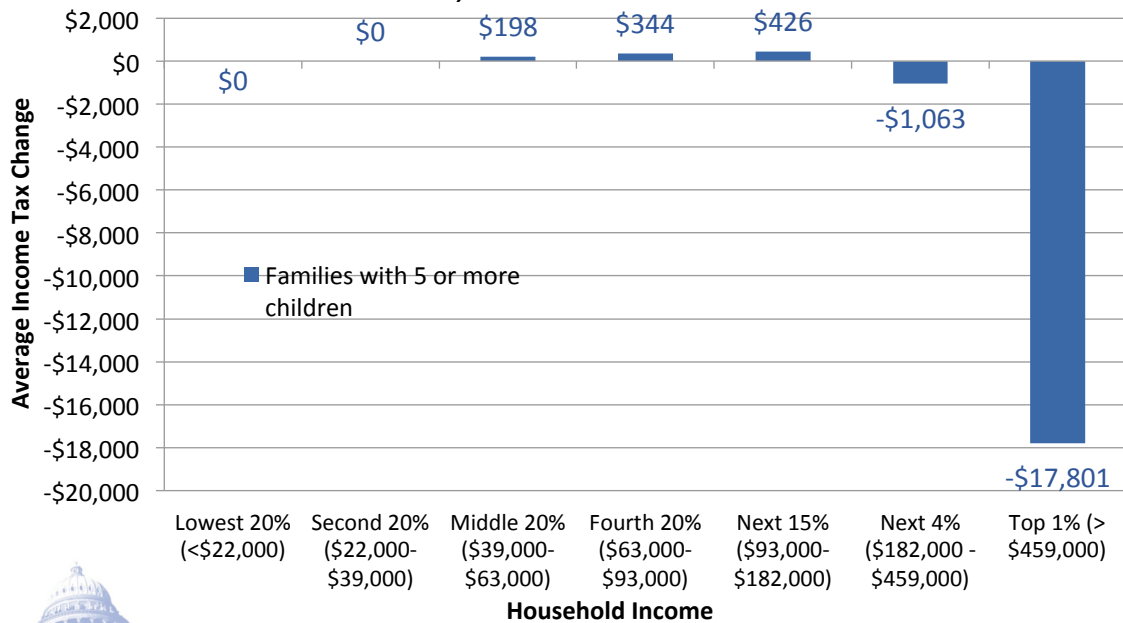 $2,000
$0
-$2,000
-$4,000
-$6,000
-$8,000
-$10,000
-$12,000
-$14,000
-$16,000
-$18,000
-$20,000
Average Income Tax Change
$0
$0
$198
$344
$426
-$1,063
-$17,801
Families with 5 or more
children
Lowest 20%
(<$22,000)
Second 20%
($22,000-
$39,000)
Middle 20%
($39,000-
$63,000)
Fourth 20%
($63,000-
$93,000)
Next 15%
($93,000-
$182,000)
Next 4%
($182,000 -
$459,000)
Top 1% (>
$459,000)
Household Income